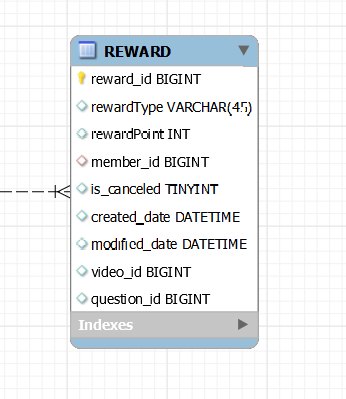 REWARD
reward_id BIGINT
rewardType VARCHAR(45)
rewardPoint INT
member_id BIGINT
is_canceled TINYINT
created_date DATETIME
modified_date DATETIME
video_id BIGINT
question_id BIGINT
Indexes